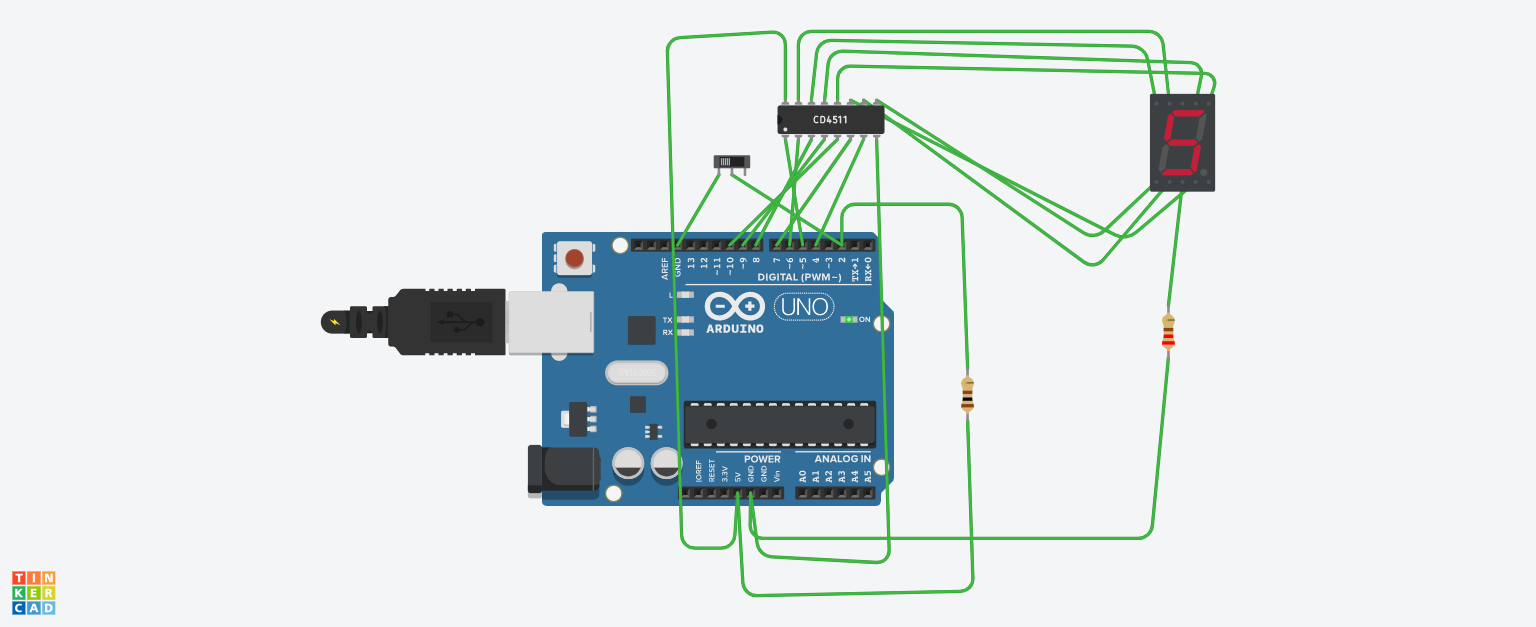 CD4511
AREF
GND
13
12
~11
~10
~9
8
7
~6
~5
4
~3
2
TX→1
RX←0
DIGITAL (PWM~)
L
TX
RX
UNO
ARDUINO
ON
POWER
ANALOG IN
IOREF
RESET
3.3V
5V
GND
GND
Vin
A0
A1
A2
A3
A4
A5
TIN
KER
CAD